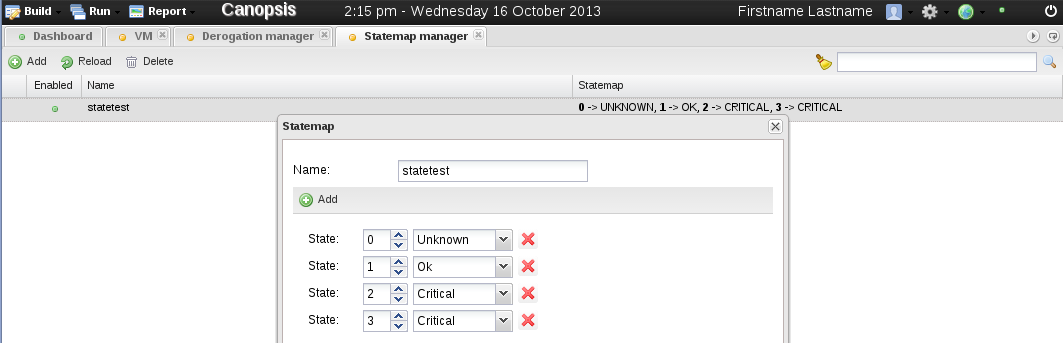 Build Run Report Canopsis 2:15 pm - Wednesday 16 October 2013 Firstname Lastname
Dashboard VM Derogation manager Statemap manager
Add Reload Delete
Enabled Name Statemap
statetest 0 -> UNKNOWN, 1 -> OK, 2 -> CRITICAL, 3 -> CRITICAL
Statemap
Name: statetest
Add
State: 0 Unknown
State: 1 Ok
State: 2 Critical
State: 3 Critical